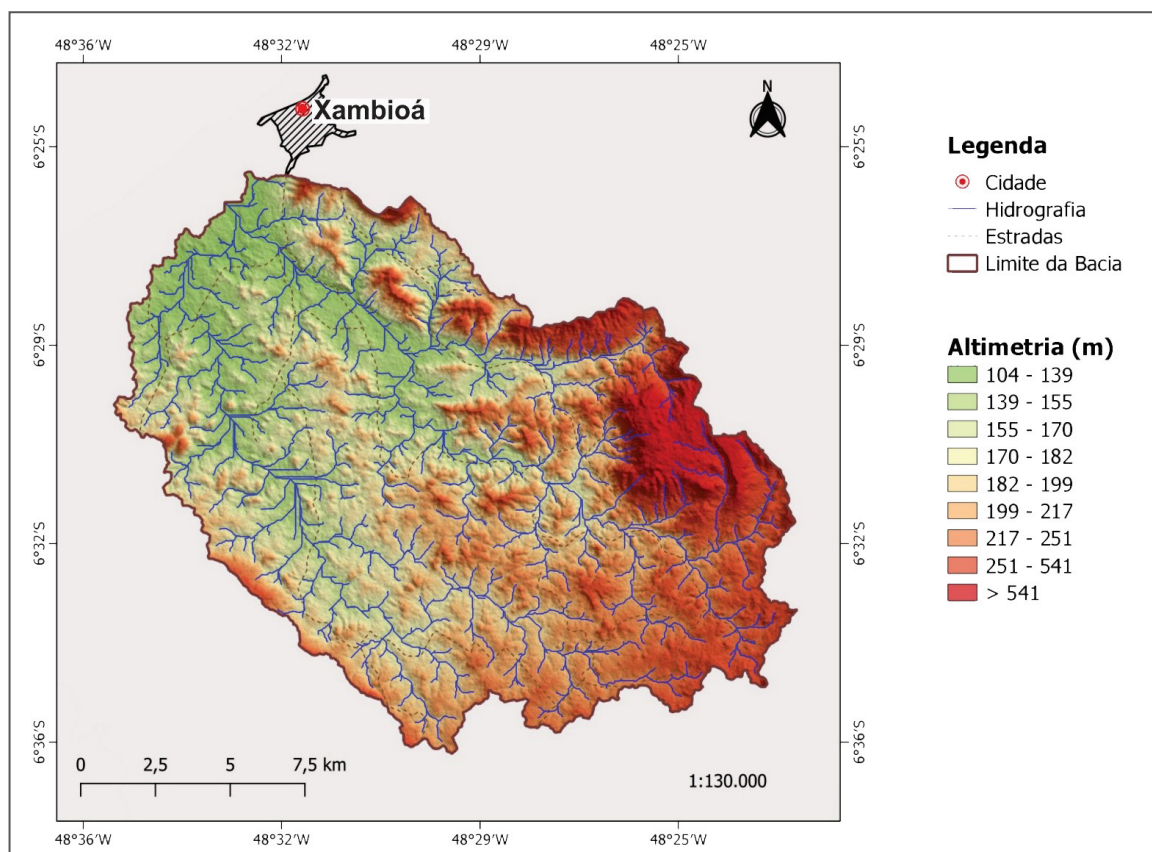 48°36'W 48°32'W 48°29'W 48°25'W
N
Xambioá
6°25'S 6°25'S
6°29'S 6°29'S
6°32'S 6°32'S
6°36'S 6°36'S
Legenda
Cidade
Hidrografia
Estradas
Limite da Bacia
Altimetria (m)
104 - 139
139 - 155
155 - 170
170 - 182
182 - 199
199 - 217
217 - 251
251 - 541
> 541
0 2,5 5 7,5 km
1:130.000
48°36'W 48°32'W 48°29'W 48°25'W